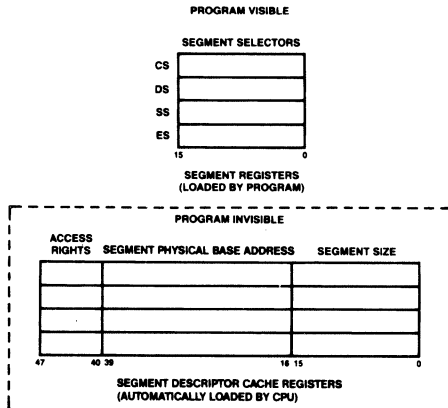 PROGRAM VISIBLE
SEGMENT SELECTORS
CS
DS
SS
ES
15 0
SEGMENT REGISTERS
(LOADED BY PROGRAM)
PROGRAM INVISIBLE
ACCESS
RIGHTS SEGMENT PHYSICAL BASE ADDRESS SEGMENT SIZE
47 40 39 16 15 0
SEGMENT DESCRIPTOR CACHE REGISTERS
(AUTOMATICALLY LOADED BY CPU)